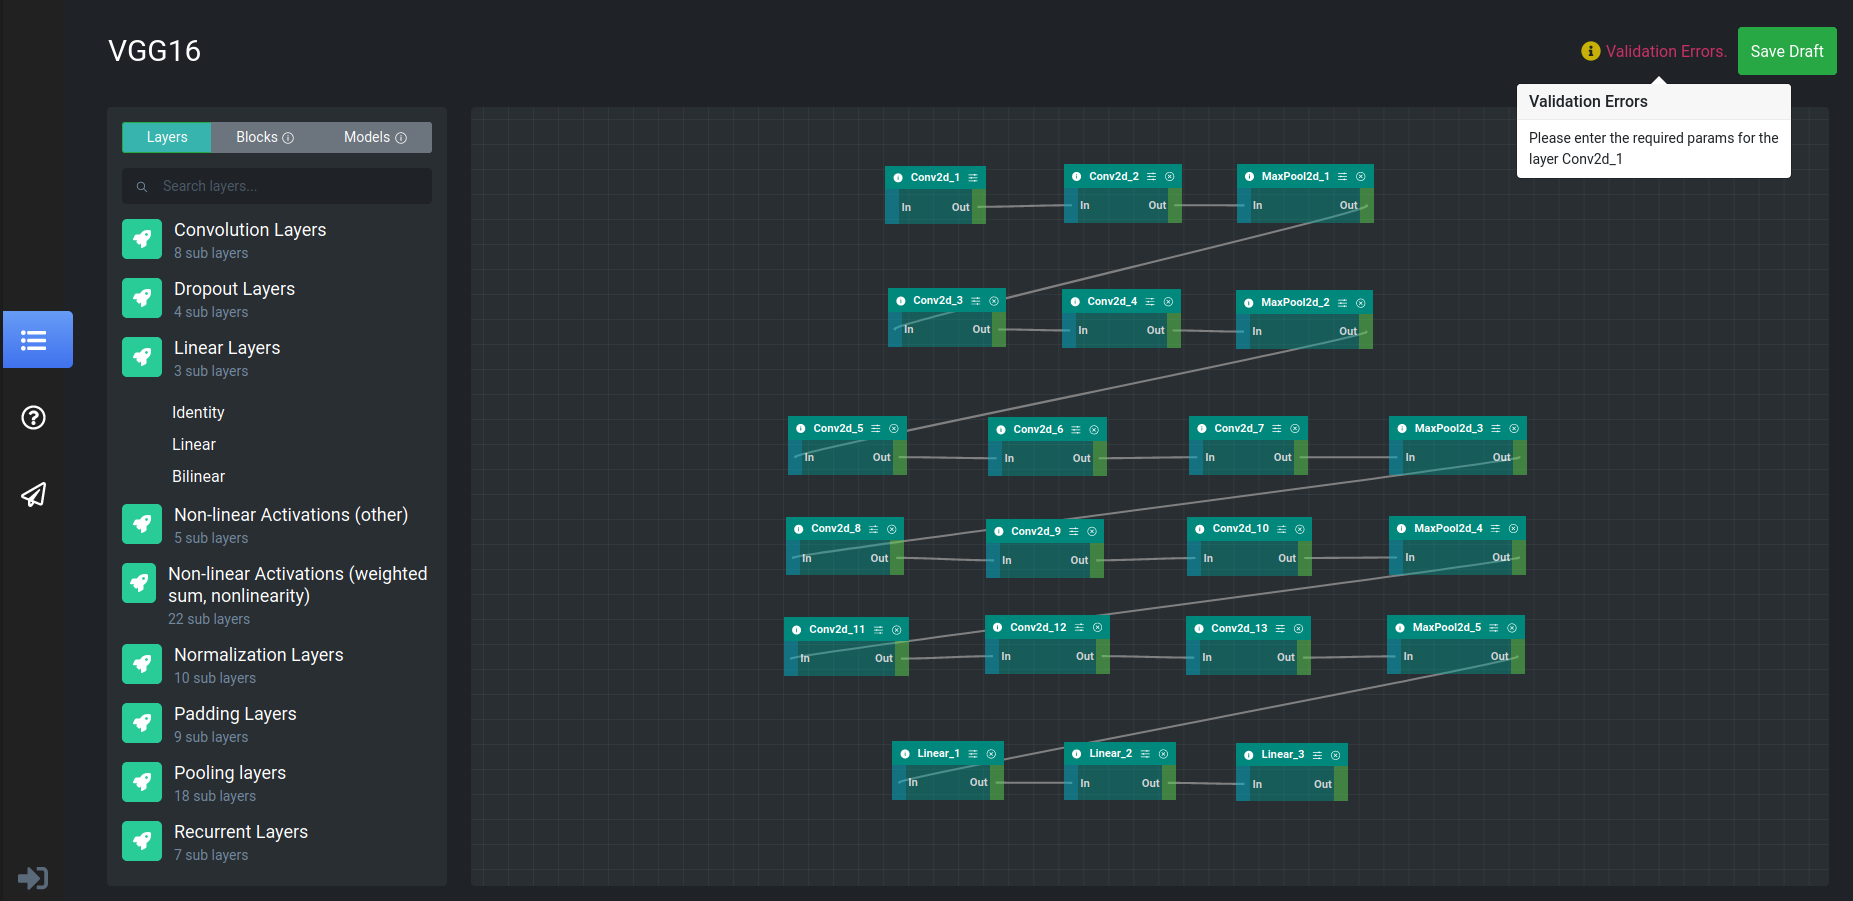 VGG16
Validation Errors.
Save Draft
Validation Errors
Please enter the required params for the
layer Conv2d_1
Layers Blocks Models
Search layers...
Convolution Layers
8 sub layers
Dropout Layers
4 sub layers
Linear Layers
3 sub layers
Identity
Linear
Bilinear
Non-linear Activations (other)
5 sub layers
Non-linear Activations (weighted
sum, nonlinearity)
22 sub layers
Normalization Layers
10 sub layers
Padding Layers
9 sub layers
Pooling layers
18 sub layers
Recurrent Layers
7 sub layers
Conv2d_1 Conv2d_2 MaxPool2d_1
In Out In Out In Out
Conv2d_3 Conv2d_4 MaxPool2d_2
In Out In Out In Out
Conv2d_5 Conv2d_6 Conv2d_7 MaxPool2d_3
In Out In Out In Out In Out
Conv2d_8 Conv2d_9 Conv2d_10 MaxPool2d_4
In Out In Out In Out In Out
Conv2d_11 Conv2d_12 Conv2d_13 MaxPool2d_5
In Out In Out In Out In Out
Linear_1 Linear_2 Linear_3
In Out In Out In Out